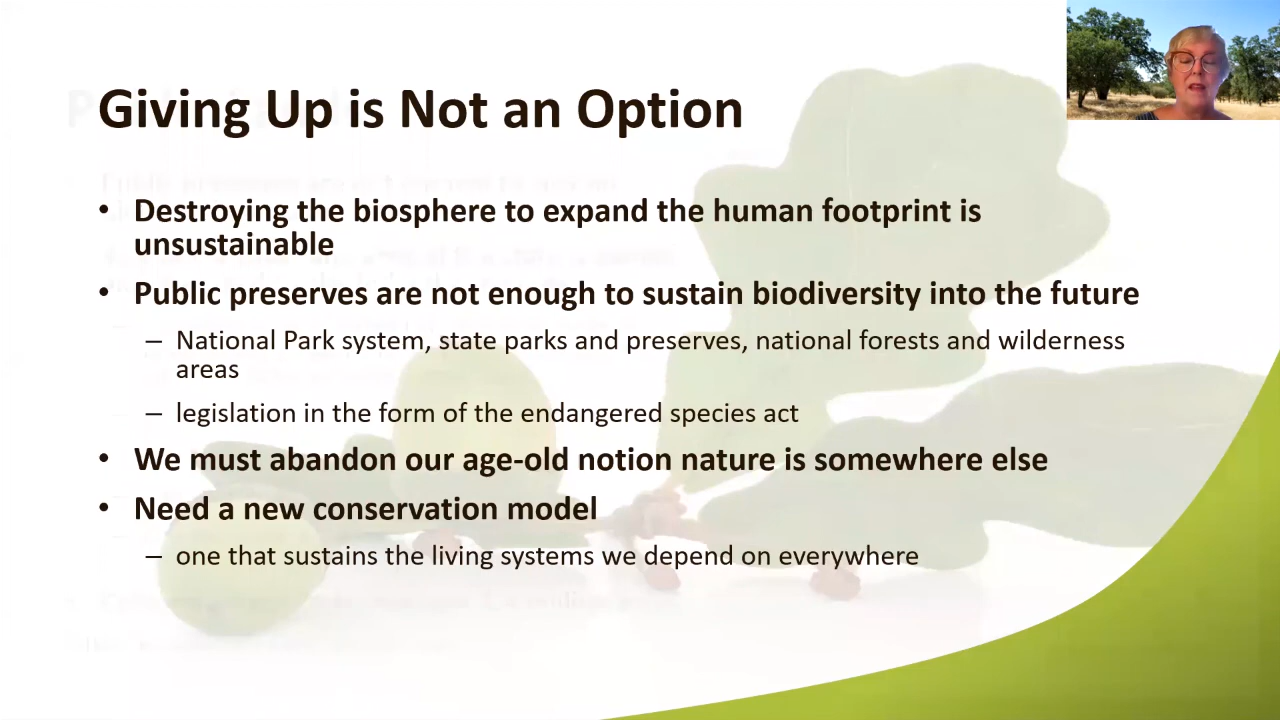 Giving Up is Not an Option
• Destroying the biosphere to expand the human footprint is
unsustainable
• Public preserves are not enough to sustain biodiversity into the future
– National Park system, state parks and preserves, national forests and wilderness
areas
– legislation in the form of the endangered species act
• We must abandon our age-old notion nature is somewhere else
• Need a new conservation model
– one that sustains the living systems we depend on everywhere